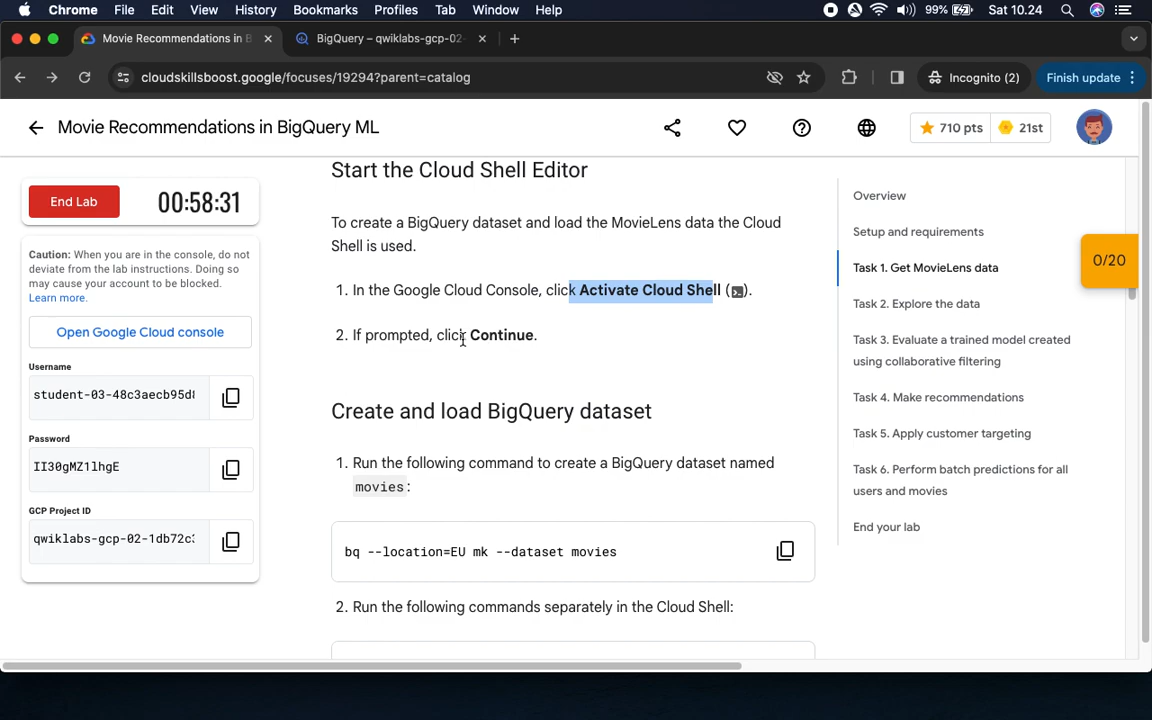 Chrome File Edit View History Bookmarks Profiles Tab Window Help 99% Sat 10.24
Movie Recommendations in B
BigQuery – qwiklabs-gcp-02-
cloudskillsboost.google/focuses/19294?parent=catalog
Incognito (2)
Finish update
Movie Recommendations in BigQuery ML
710 pts
21st
End Lab
00:58:31
Caution: When you are in the console, do not
deviate from the lab instructions. Doing so
may cause your account to be blocked.
Learn more.
Open Google Cloud console
Username
student-03-48c3aecb95d
Password
II30gMZ1lhgE
GCP Project ID
qwiklabs-gcp-02-1db72c
Start the Cloud Shell Editor
To create a BigQuery dataset and load the MovieLens data the Cloud
Shell is used.
1. In the Google Cloud Console, click Activate Cloud Shell ( ).
2. If prompted, click Continue.
Create and load BigQuery dataset
1. Run the following command to create a BigQuery dataset named
movies:
bq --location=EU mk --dataset movies
2. Run the following commands separately in the Cloud Shell:
Overview
Setup and requirements
Task 1. Get MovieLens data
Task 2. Explore the data
Task 3. Evaluate a trained model created
using collaborative filtering
Task 4. Make recommendations
Task 5. Apply customer targeting
Task 6. Perform batch predictions for all
users and movies
End your lab
0/20